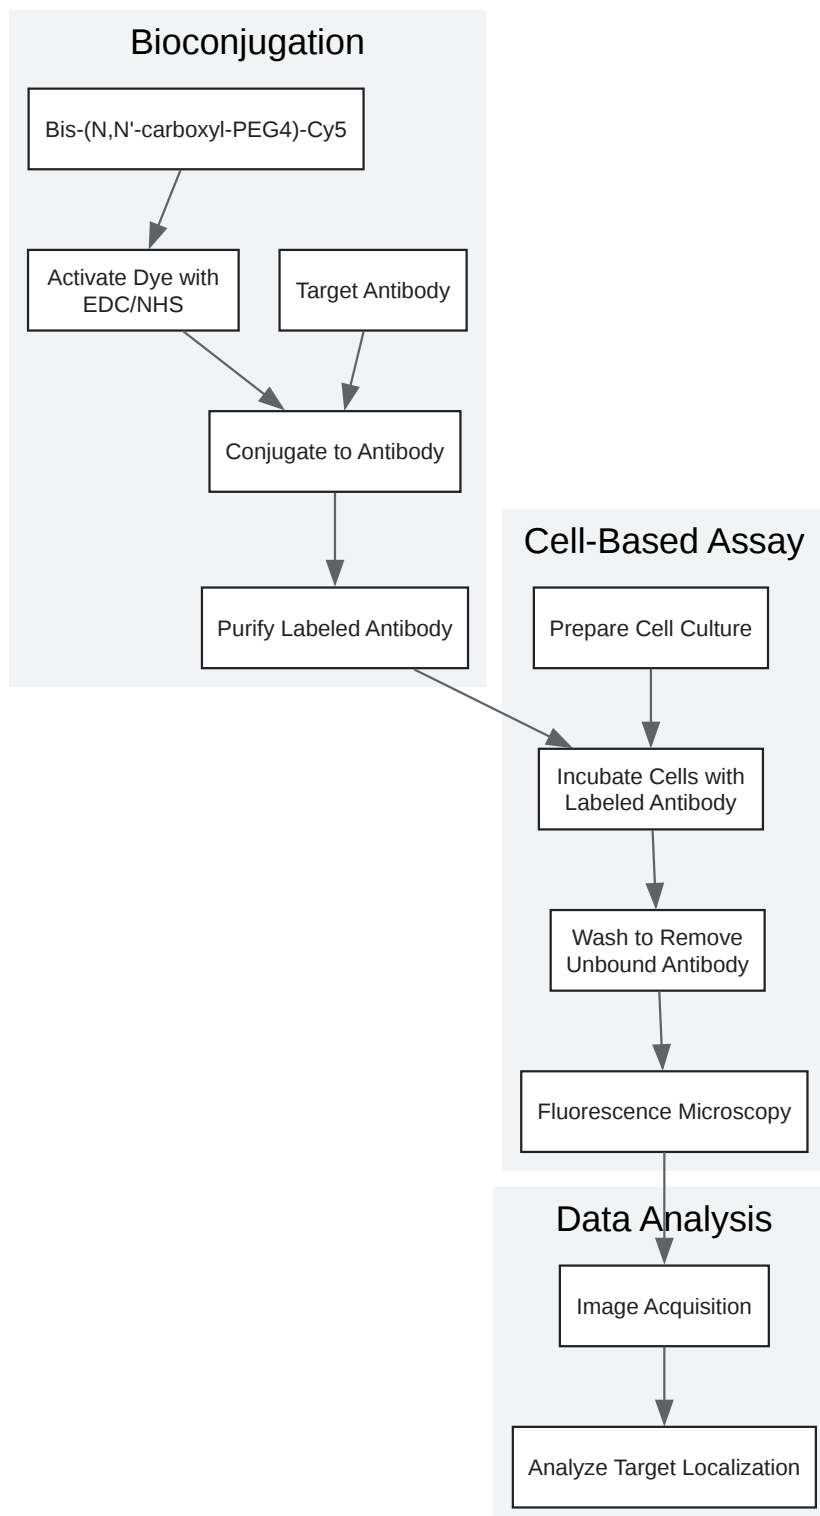 Bioconjugation
Bis-(N,N'-carboxyl-PEG4)-Cy5
Activate Dye with
EDC/NHS
Target Antibody
Conjugate to Antibody
Purify Labeled Antibody
Cell-Based Assay
Prepare Cell Culture
Incubate Cells with
Labeled Antibody
Wash to Remove
Unbound Antibody
Fluorescence Microscopy
Data Analysis
Image Acquisition
Analyze Target Localization